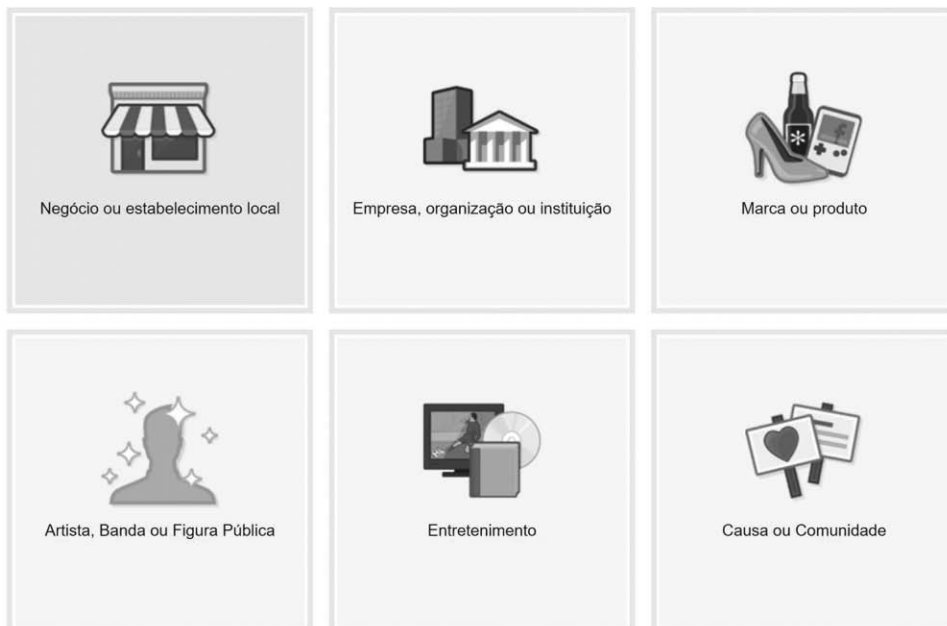 Negócio ou estabelecimento local
Empresa, organização ou instituição
Marca ou produto
Artista, Banda ou Figura Pública
Entretenimento
Causa ou Comunidade